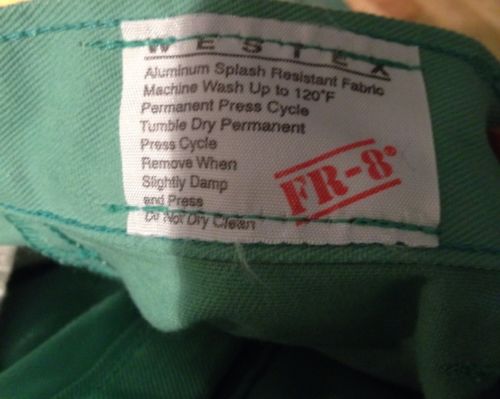 WESTEX
Aluminum Splash Resistant Fabric
Machine Wash Up to 120°F
Permanent Press Cycle
Tumble Dry Permanent
Press Cycle
Remove When
Slightly Damp
and Press
Do Not Dry Clean
FR-8®